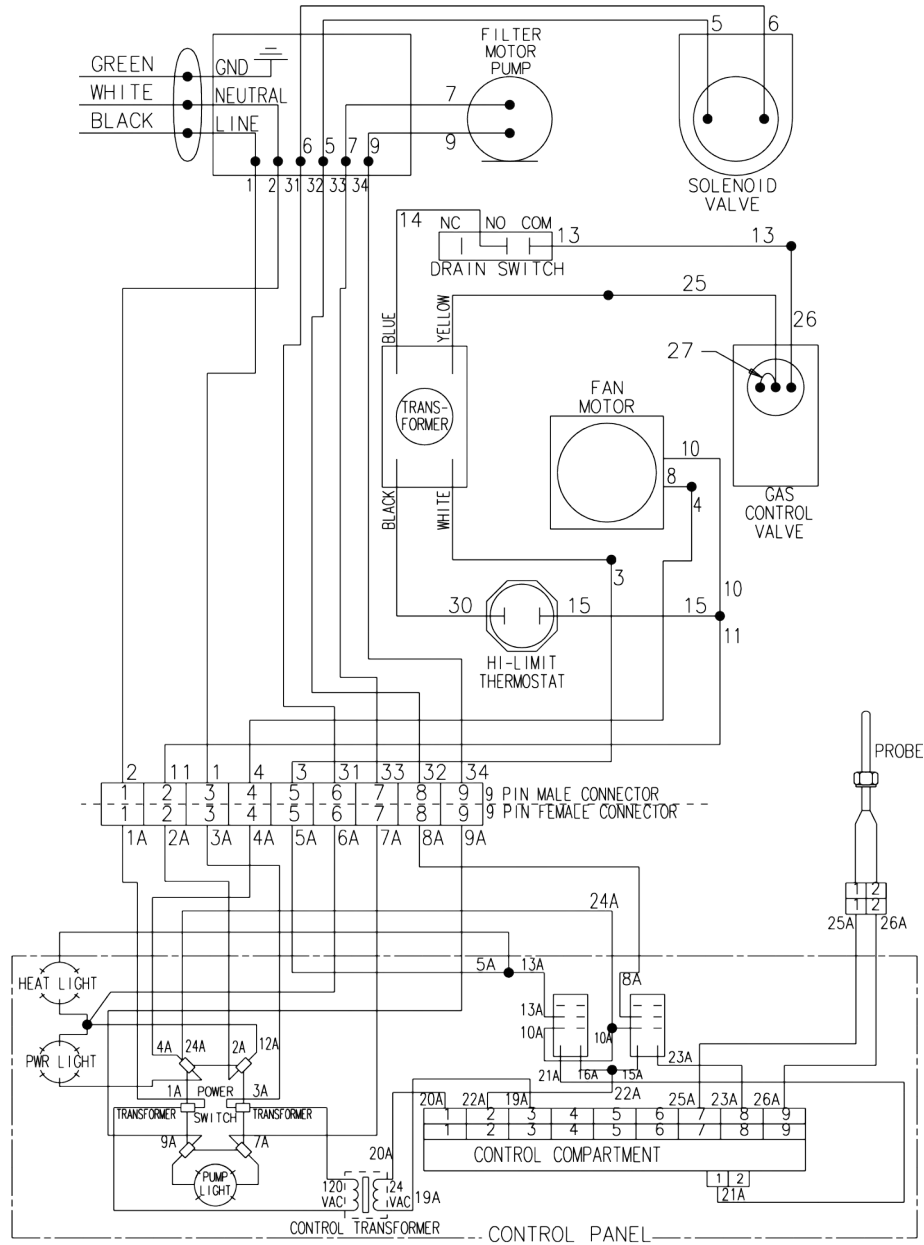 5 6
FILTER
MOTOR
PUMP
GREEN GND
WHITE NEUTRAL
BLACK LINE
7
9
6 5 7 9
1 2 31 32 33 34
SOLENOID
VALVE
14
NC NO COM
13 13
DRAIN SWITCH
BLUE
YELLOW
25
26
27
TRANS-
FORMER
FAN
MOTOR
10
8
4
BLACK
WHITE
GAS
CONTROL
VALVE
3
10
30 15 15
11
HI-LIMIT
THERMOSTAT
PROBE
2 11 1 4 3 31 33 32 34
1 2 3 4 5 6 7 8 9 9 PIN MALE CONNECTOR
1 2 3 4 5 6 7 8 9 9 PIN FEMALE CONNECTOR
1A 2A 3A 4A 5A 6A 7A 8A 9A
1 2
1 2
24A
25A 26A
5A 13A
8A
HEAT LIGHT
13A
10A 10A
4A 24A 2A 12A
PWR LIGHT
21A 16A 15A 23A
22A
1A POWER 3A
TRANSFORMER SWITCH TRANSFORMER
20A 22A 19A 25A 23A 26A
1 2 3 4 5 6 7 8 9
1 2 3 4 5 6 7 8 9
9A 7A
CONTROL COMPARTMENT
20A
PUMP
LIGHT
120
VAC
24
VAC
19A
1 2
21A
CONTROL TRANSFORMER
CONTROL PANEL